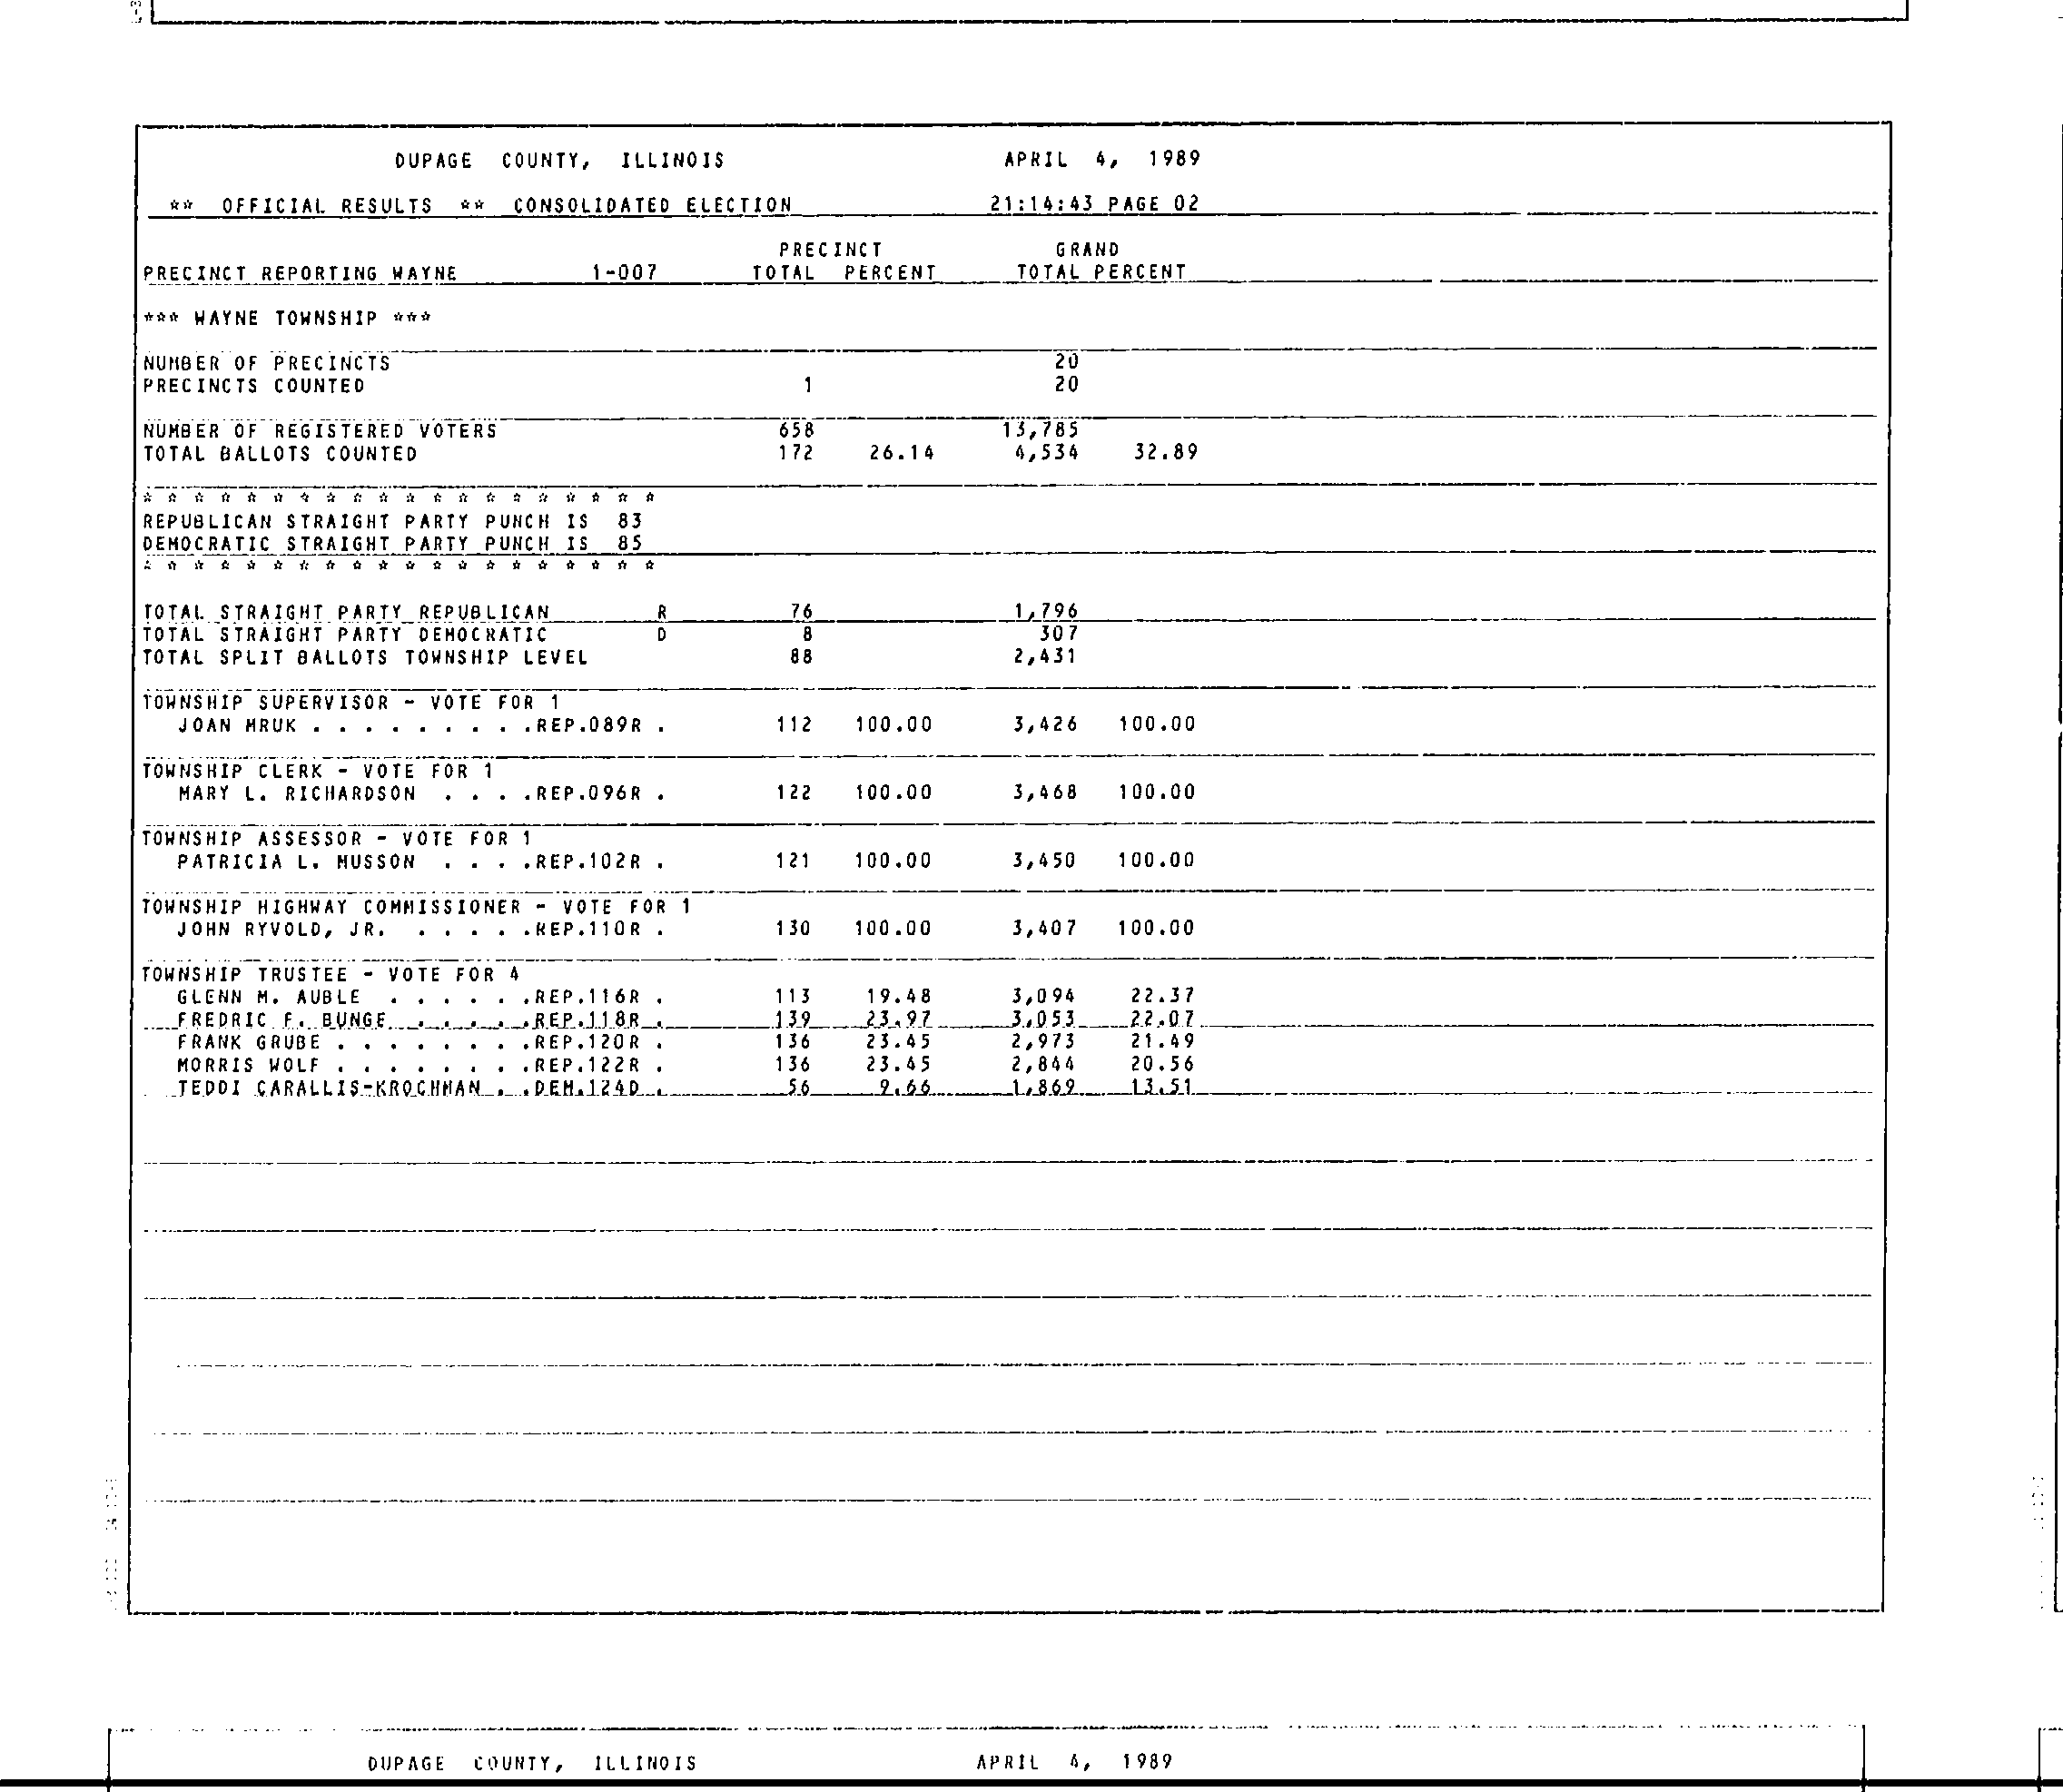 DUPAGE COUNTY, ILLINOIS APRIL 4, 1989
** OFFICIAL RESULTS ** CONSOLIDATED ELECTION 21:14:43 PAGE 02
PRECINCT GRAND
PRECINCT REPORTING WAYNE 1-007 TOTAL PERCENT TOTAL PERCENT
*** WAYNE TOWNSHIP ***
NUMBER OF PRECINCTS 20
PRECINCTS COUNTED 1 20
NUMBER OF REGISTERED VOTERS 658 13,785
TOTAL BALLOTS COUNTED 172 26.14 4,534 32.89
* * * * * * * * * * * * * * * * * * * *
REPUBLICAN STRAIGHT PARTY PUNCH IS 83
DEMOCRATIC STRAIGHT PARTY PUNCH IS 85
* * * * * * * * * * * * * * * * * * * *
TOTAL STRAIGHT PARTY REPUBLICAN R 76 1,796
TOTAL STRAIGHT PARTY DEMOCRATIC D 8 307
TOTAL SPLIT BALLOTS TOWNSHIP LEVEL 88 2,431
TOWNSHIP SUPERVISOR - VOTE FOR 1
JOAN MRUK . . . . . . . . .REP.089R . 112 100.00 3,426 100.00
TOWNSHIP CLERK - VOTE FOR 1
MARY L. RICHARDSON . . . .REP.096R . 122 100.00 3,468 100.00
TOWNSHIP ASSESSOR - VOTE FOR 1
PATRICIA L. MUSSON . . . .REP.102R . 121 100.00 3,450 100.00
TOWNSHIP HIGHWAY COMMISSIONER - VOTE FOR 1
JOHN RYVOLD, JR. . . . . .REP.110R . 130 100.00 3,407 100.00
TOWNSHIP TRUSTEE - VOTE FOR 4
GLENN M. AUBLE . . . . . .REP.116R . 113 19.48 3,094 22.37
FREDRIC F. BUNGE . . . . .REP.118R . 139 23.97 3,053 22.07
FRANK GRUBE . . . . . . . .REP.120R . 136 23.45 2,973 21.49
MORRIS WOLF . . . . . . . .REP.122R . 136 23.45 2,844 20.56
TEDDI CARALLIS-KROCHMAN . .DEM.124D . 56 9.66 1,869 13.51
DUPAGE COUNTY, ILLINOIS APRIL 4, 1989